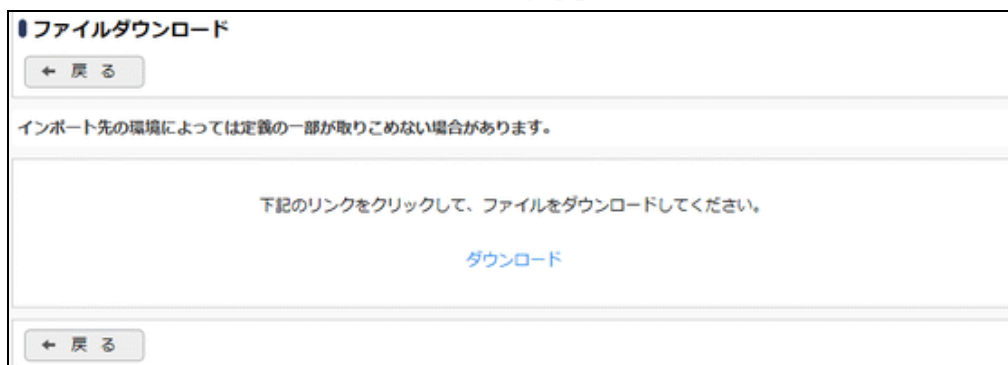 ファイルダウンロード
← 戻 る
インポート先の環境によっては定義の一部が取りこめない場合があります。
下記のリンクをクリックして、ファイルをダウンロードしてください。
ダウンロード
← 戻 る